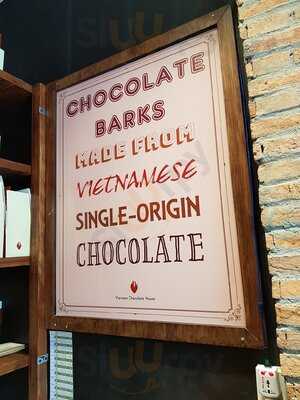 CHOCOLATE
BARKS
MADE FROM
VIETNAMESE
SINGLE-ORIGIN
CHOCOLATE